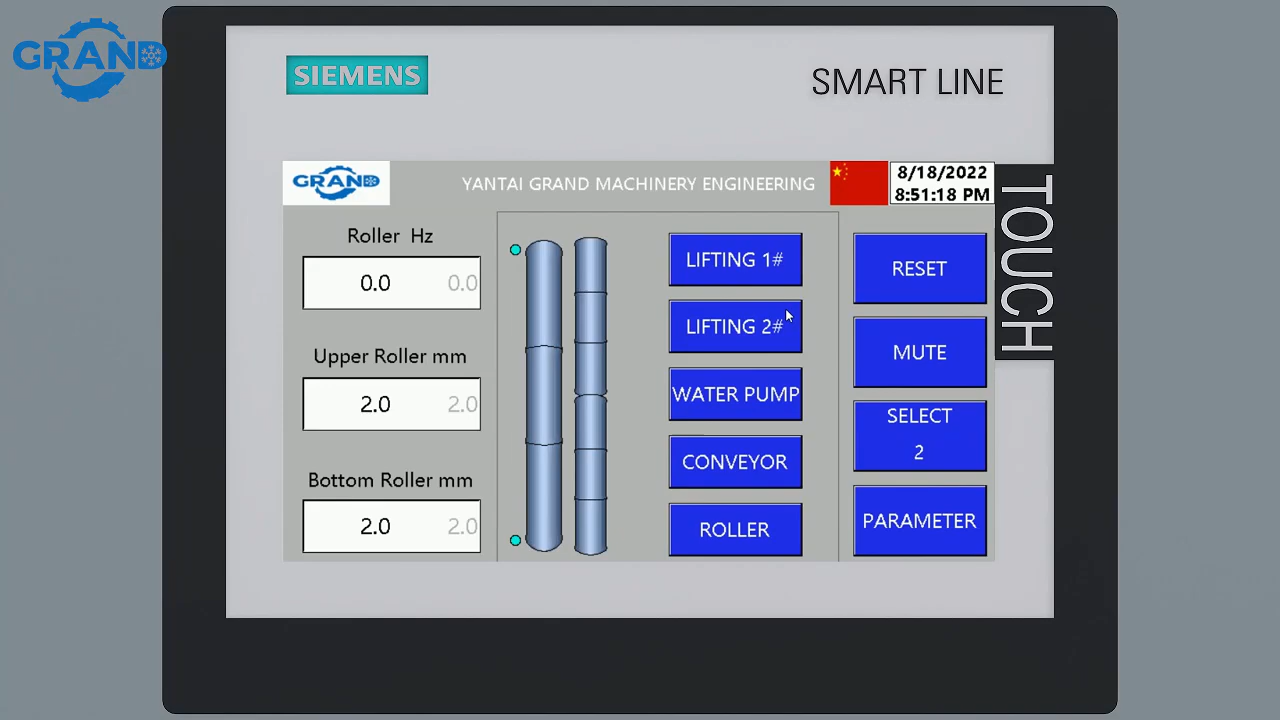 GRAND
SIEMENS
SMART LINE
TOUCH
GRAND
YANTAI GRAND MACHINERY ENGINEERING
8/18/2022
8:51:18 PM
Roller Hz
0.0 0.0
Upper Roller mm
2.0 2.0
Bottom Roller mm
2.0 2.0
LIFTING 1#
LIFTING 2#
WATER PUMP
CONVEYOR
ROLLER
RESET
MUTE
SELECT
2
PARAMETER